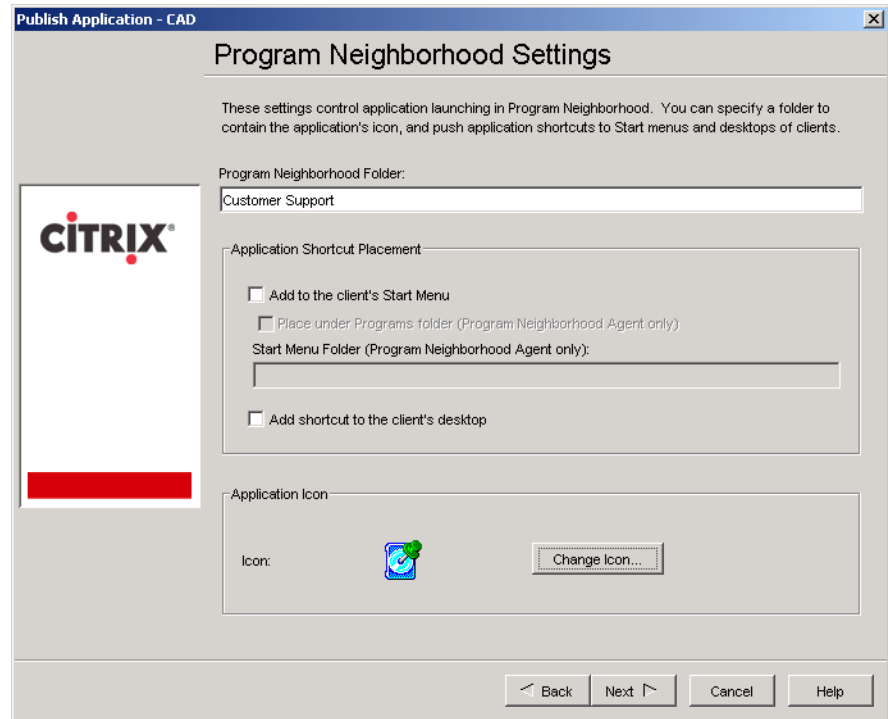 Publish Application - CAD
Program Neighborhood Settings
These settings control application launching in Program Neighborhood. You can specify a folder to
contain the application's icon, and push application shortcuts to Start menus and desktops of clients.
Program Neighborhood Folder:
Customer Support
CITRIX®
Application Shortcut Placement
Add to the client's Start Menu
Place under Programs folder (Program Neighborhood Agent only)
Start Menu Folder (Program Neighborhood Agent only):
Add shortcut to the client's desktop
Application Icon
Icon:
Change Icon...
Back
Next
Cancel
Help